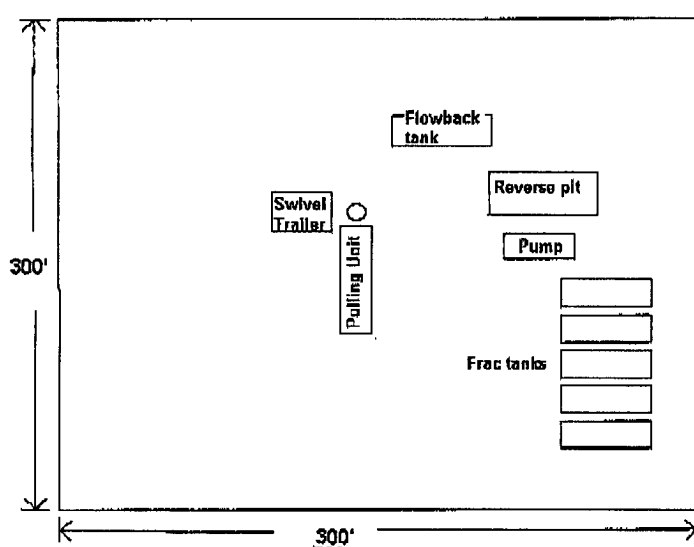 Flowback
tank
Reverse pit
Swivel
Trailer
Pump
Pulling Unit
300'
Frac tanks
300'